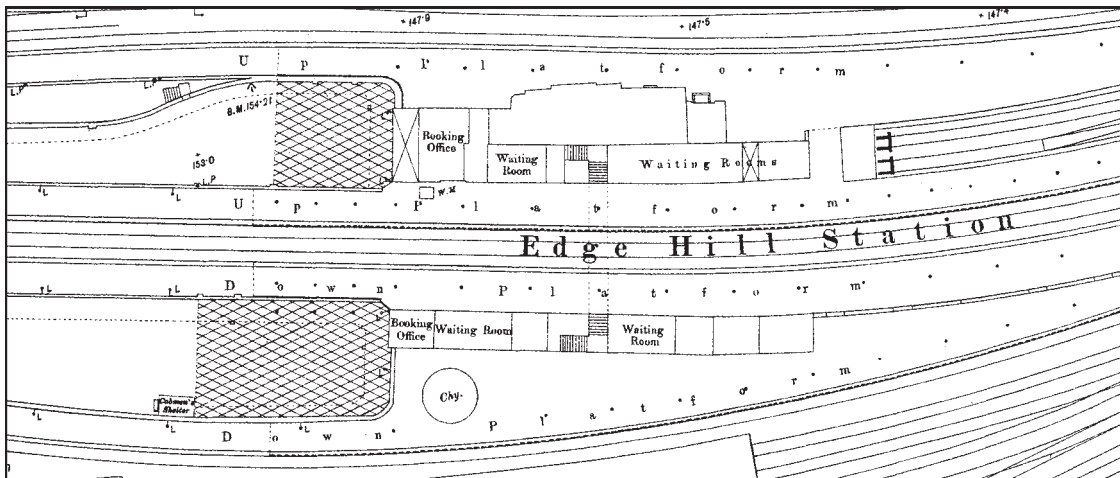 147·9
147·5
147·4
Up Platform
L
L
B.M. 154·21
153·0
L.P
L
L
Booking Office
Waiting Room
Waiting Rooms
W.M
Up Platform
Edge Hill Station
L
L
Down Platform
Booking Office
Waiting Room
Waiting Room
Cabmen's Shelter
Chy.
L
L
L
Down Platform